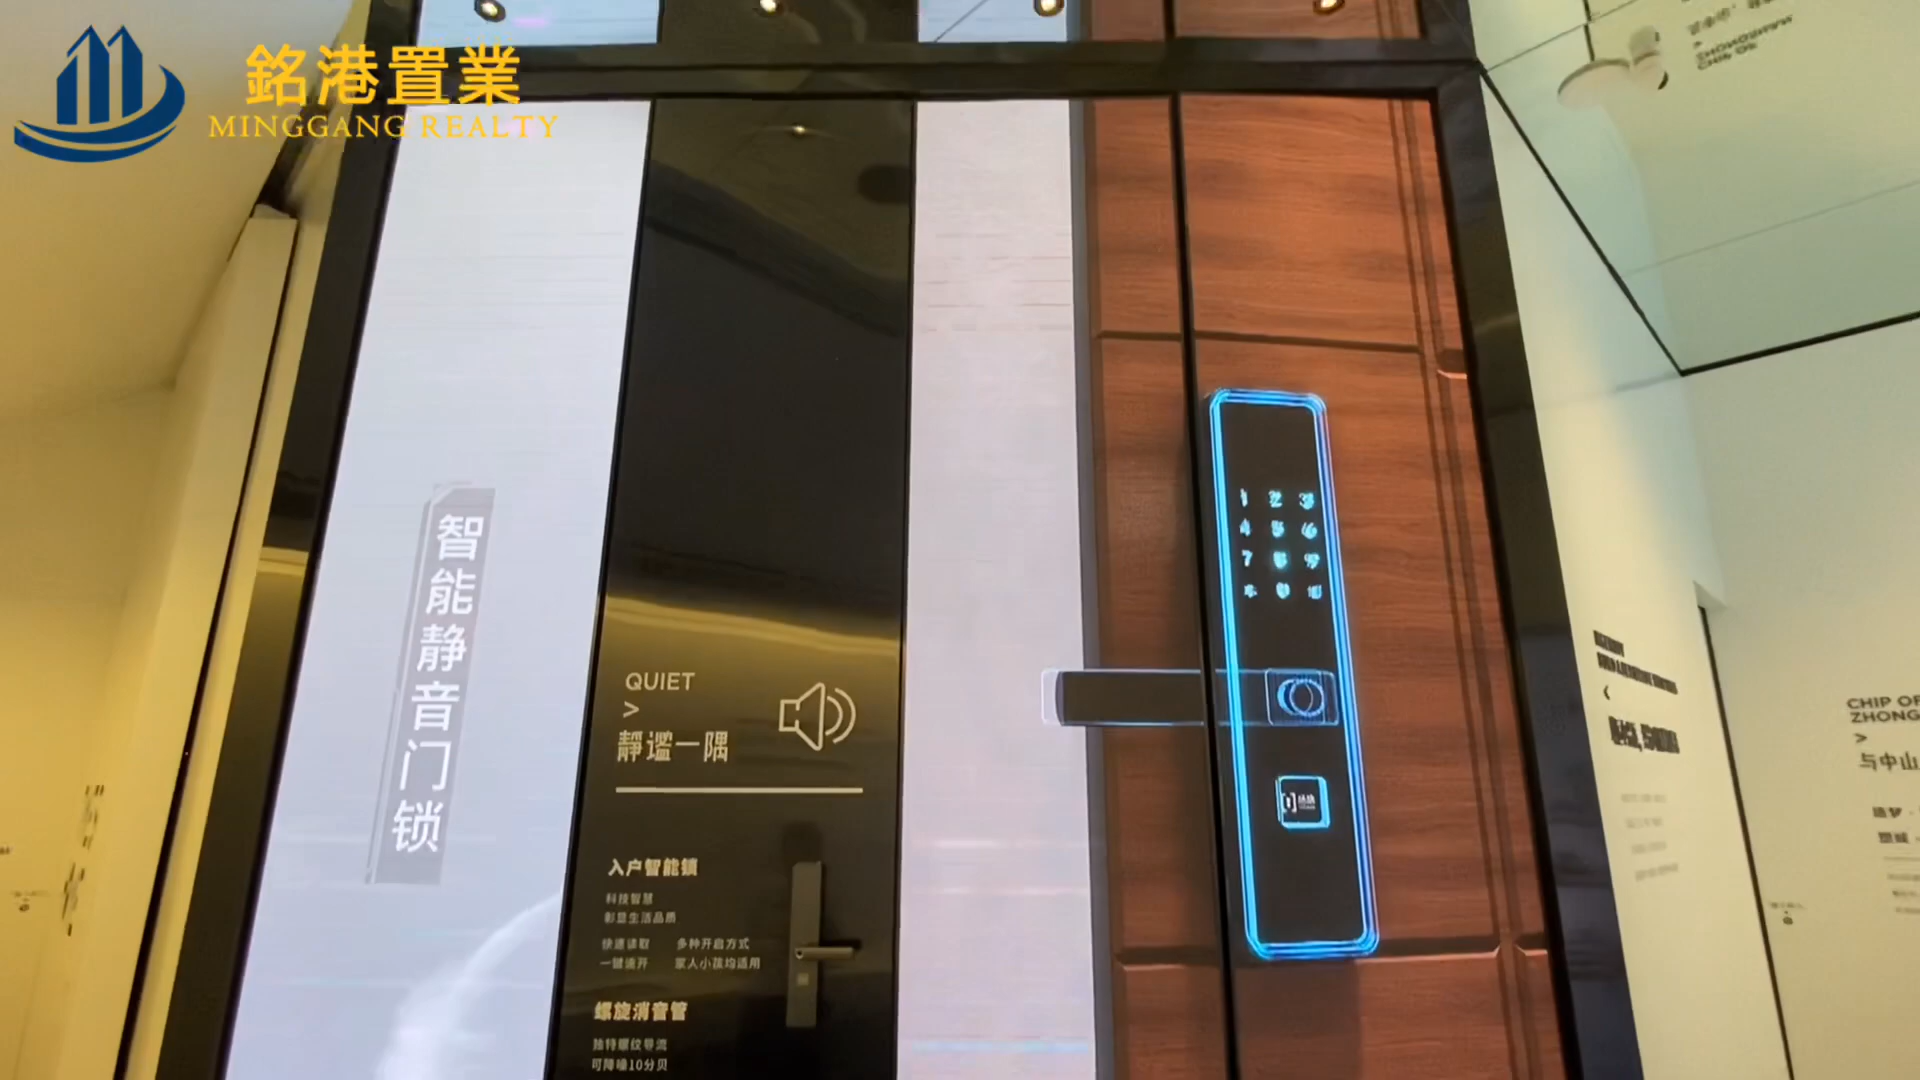 銘港置業
MINGGANG REALTY
智能静音门锁
QUIET
>
靜谧一隅
入户智能锁
科技智慧
彰显生活品质
快速读取 多种开启方式
一键速开 家人小孩均适用
螺旋消音管
独特螺纹导流
可降噪10分贝
1 2 3
4 5 6
7 8 9
CHIP OF
ZHONG
>
与中山